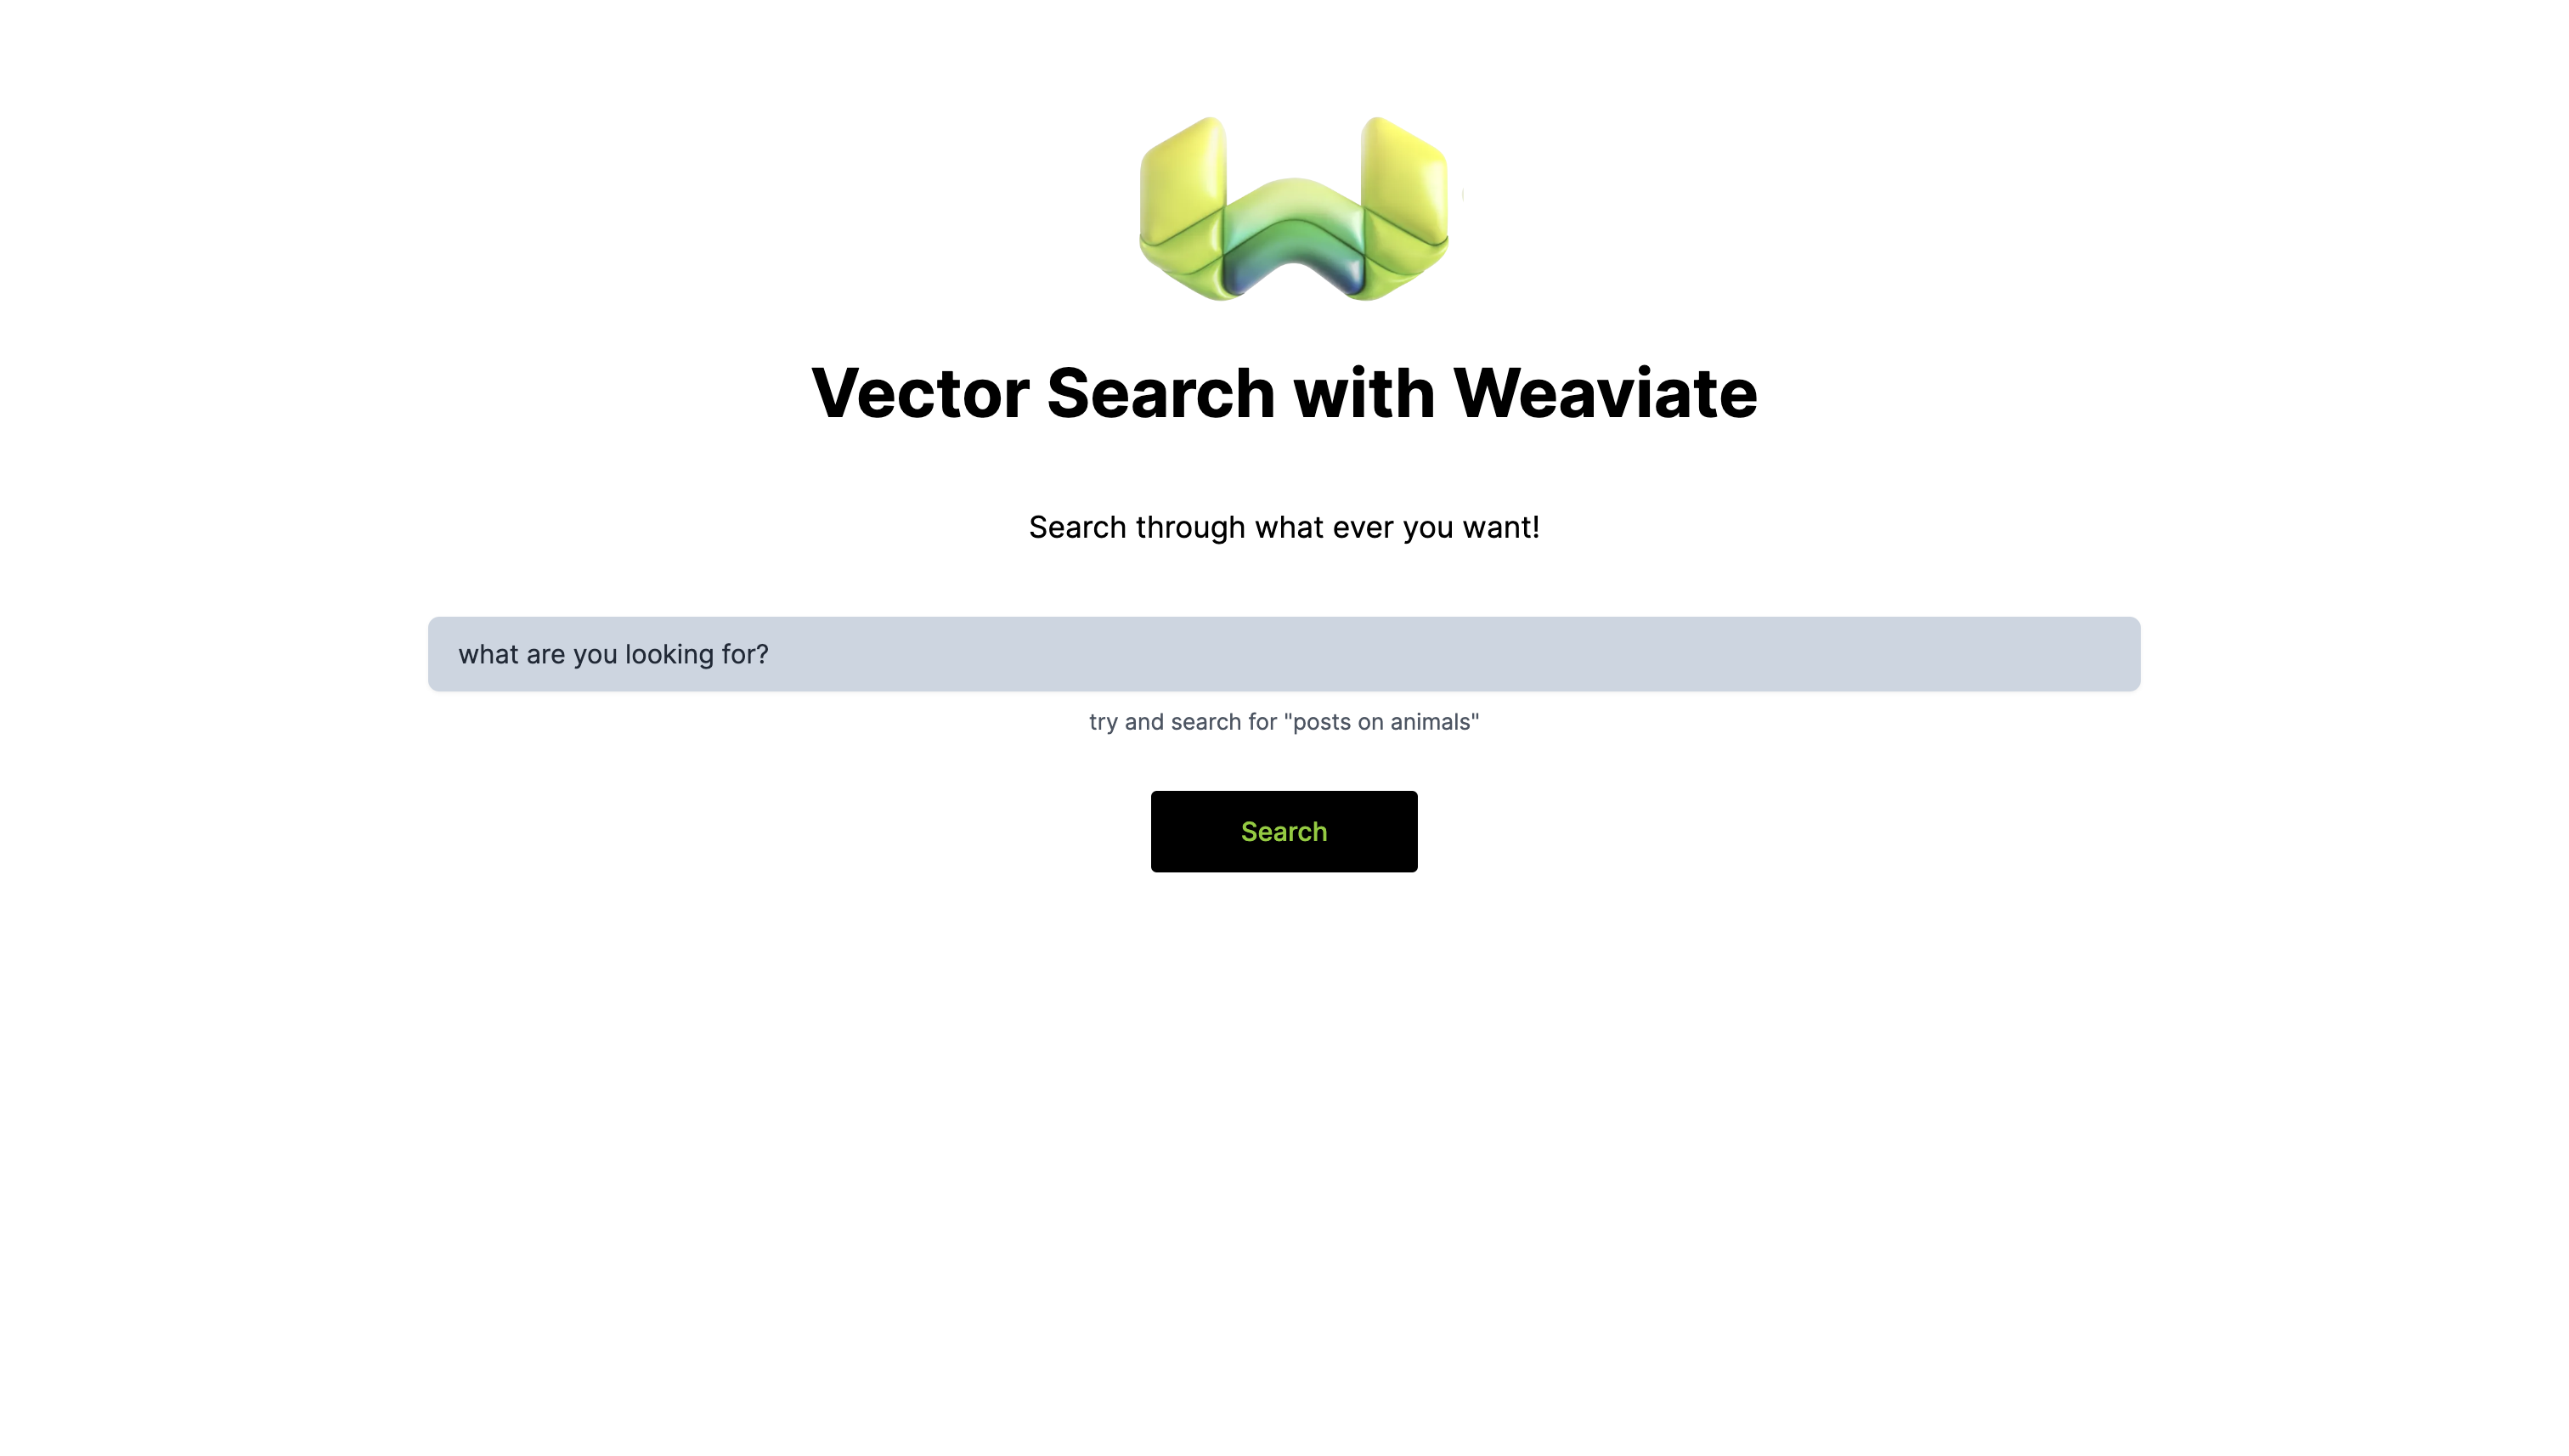 Vector Search with Weaviate
Search through what ever you want!
what are you looking for?
try and search for "posts on animals"
Search